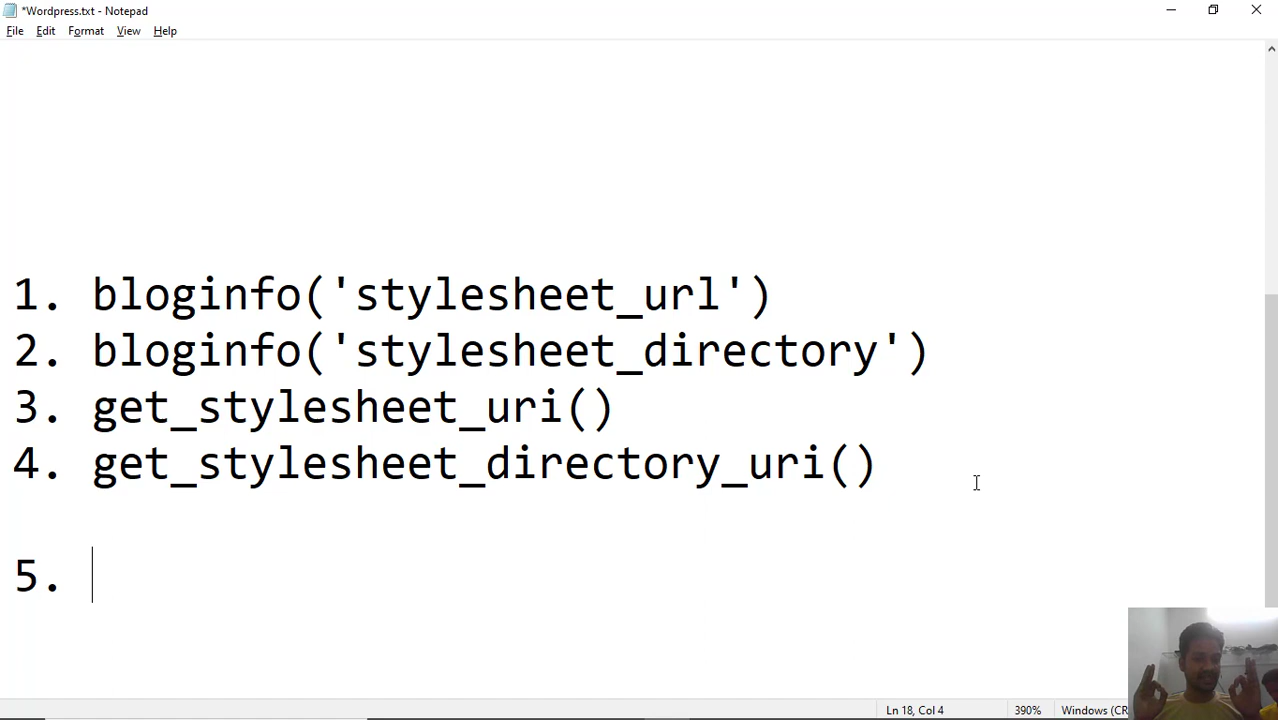 *Wordpress.txt - Notepad
File Edit Format View Help
1. bloginfo('stylesheet_url')
2. bloginfo('stylesheet_directory')
3. get_stylesheet_uri()
4. get_stylesheet_directory_uri()
5.
Ln 18, Col 4 390% Windows (CR